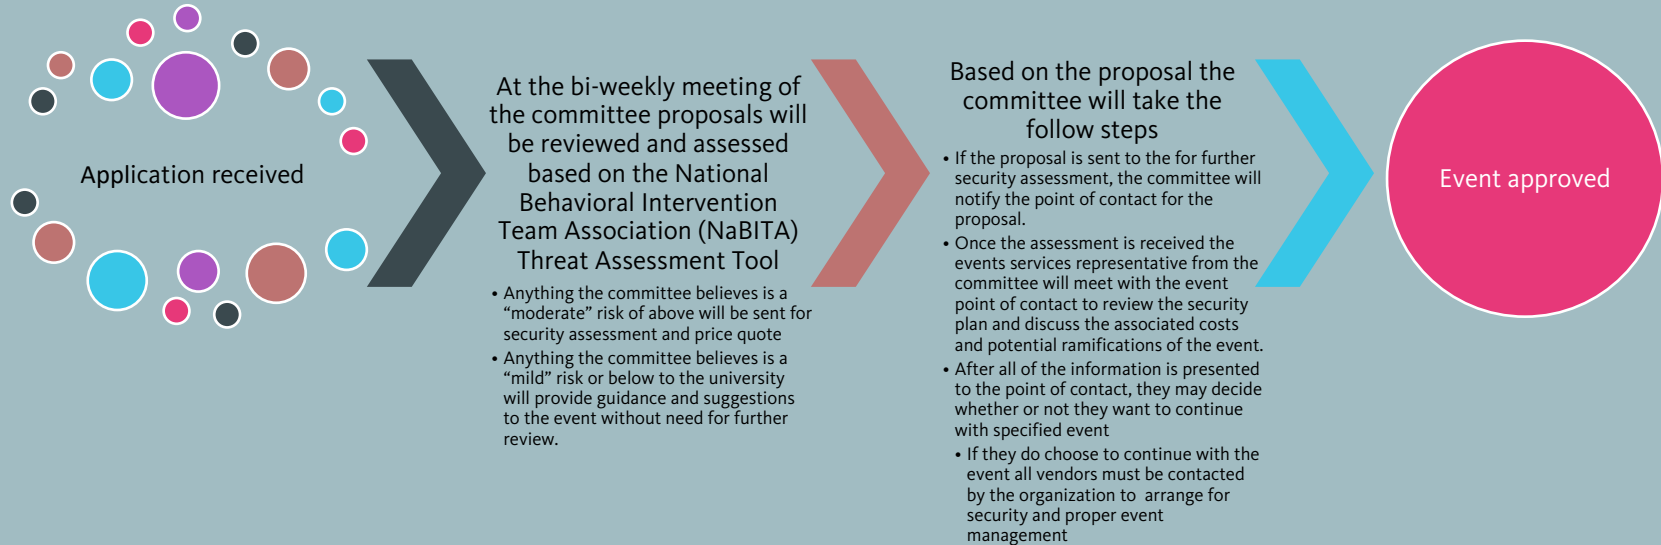 Application received
At the bi-weekly meeting of
the committee proposals will
be reviewed and assessed
based on the National
Behavioral Intervention
Team Association (NaBITA)
Threat Assessment Tool
• Anything the committee believes is a
“moderate” risk of above will be sent for
security assessment and price quote
• Anything the committee believes is a
“mild” risk or below to the university
will provide guidance and suggestions
to the event without need for further
review.
Based on the proposal the
committee will take the
follow steps
• If the proposal is sent to the for further
security assessment, the committee will
notify the point of contact for the
proposal.
• Once the assessment is received the
events services representative from the
committee will meet with the event
point of contact to review the security
plan and discuss the associated costs
and potential ramifications of the event.
• After all of the information is presented
to the point of contact, they may decide
whether or not they want to continue
with specified event
• If they do choose to continue with the
event all vendors must be contacted
by the organization to arrange for
security and proper event
management
Event approved